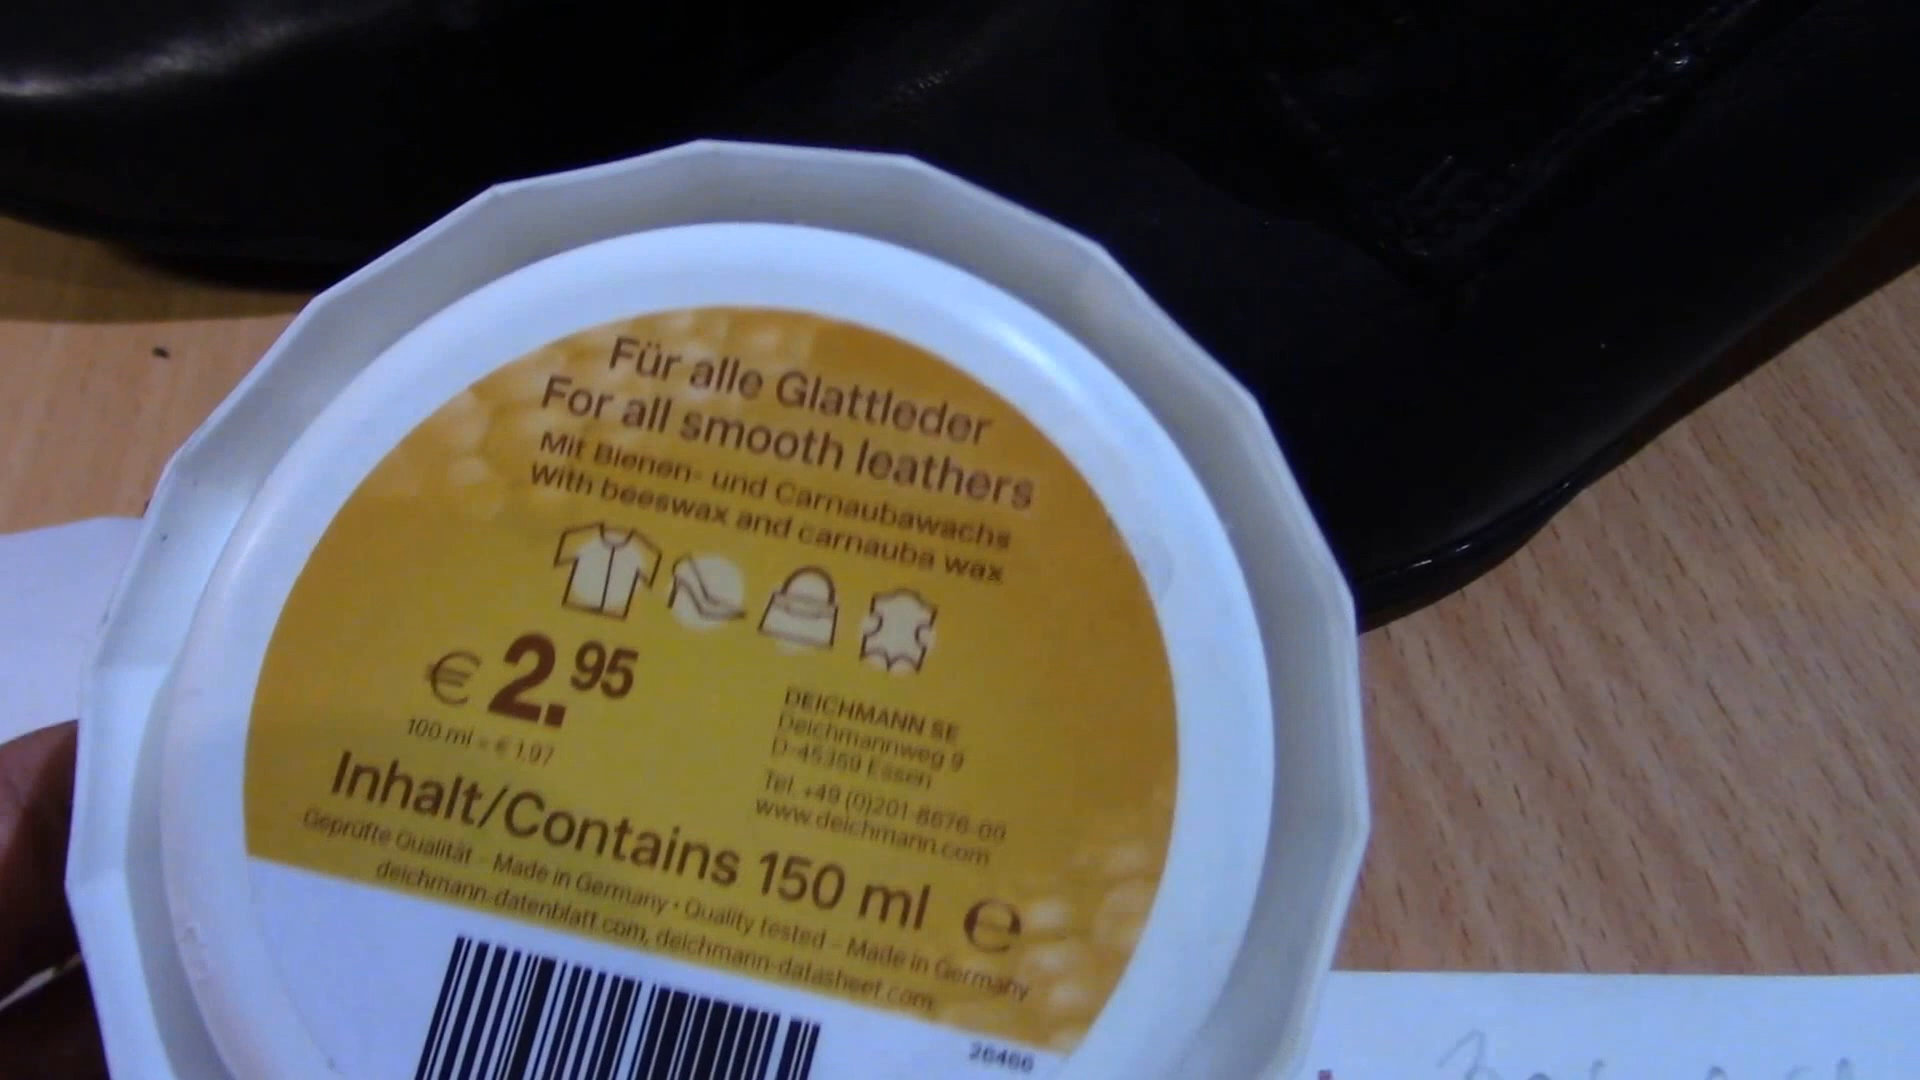 Für alle Glattleder
For all smooth leathers
Mit Bienen- und Carnaubawachs
With beeswax and carnauba wax
€ 2.95
100 ml = € 1,97
DEICHMANN SE
Deichmannweg 9
D-45359 Essen
Tel. +49 (0)201-8676-00
www.deichmann.com
Inhalt/Contains 150 ml e
Geprüfte Qualität - Made in Germany • Quality tested - Made in Germany
deichmann-datenblatt.com, deichmann-datasheet.com
26466